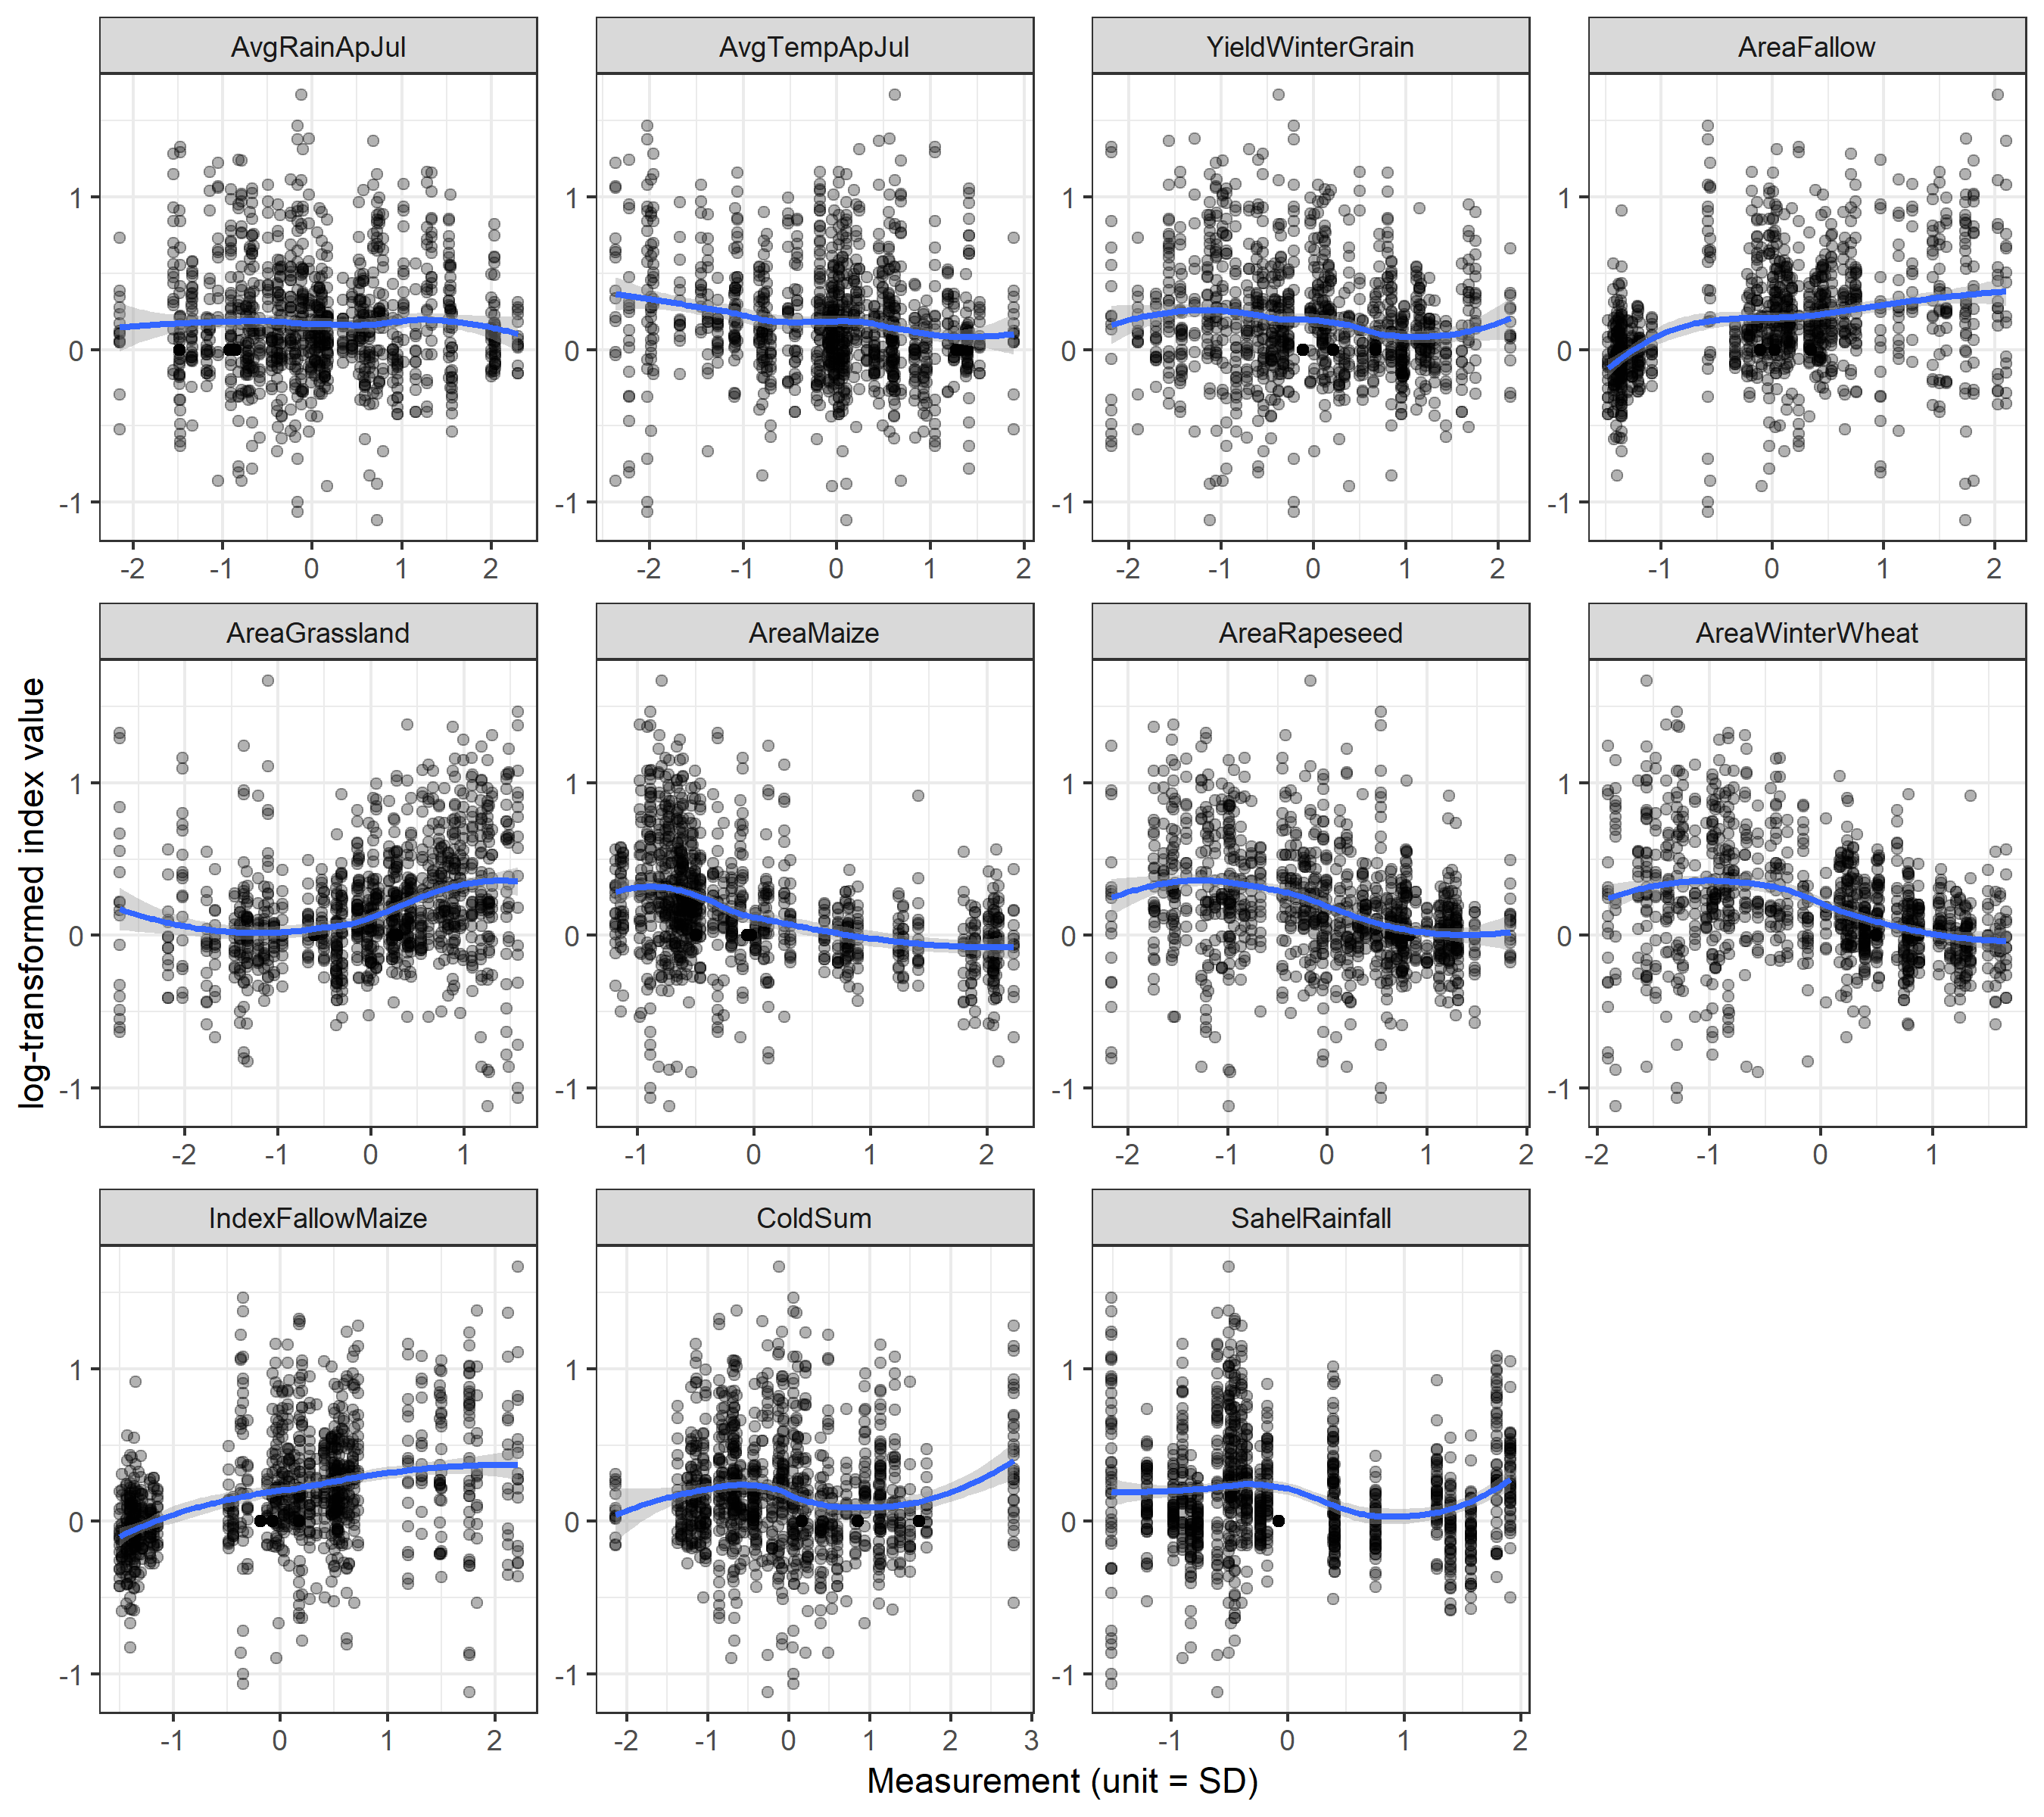 AvgRainApJul AvgTempApJul YieldWinterGrain AreaFallow
1 1 1 1
0 0 0 0
-1 -1 -1 -1
-2 -1 0 1 2 -2 -1 0 1 2 -2 -1 0 1 2 -1 0 1 2
AreaGrassland AreaMaize AreaRapeseed AreaWinterWheat
1 1 1 1
0 0 0 0
-1 -1 -1 -1
-2 -1 0 1 -1 0 1 2 -2 -1 0 1 2 -2 -1 0 1
log-transformed index value
IndexFallowMaize ColdSum SahelRainfall
1 1 1
0 0 0
-1 -1 -1
-1 0 1 2 -2 -1 0 1 2 3 -1 0 1 2
Measurement (unit = SD)